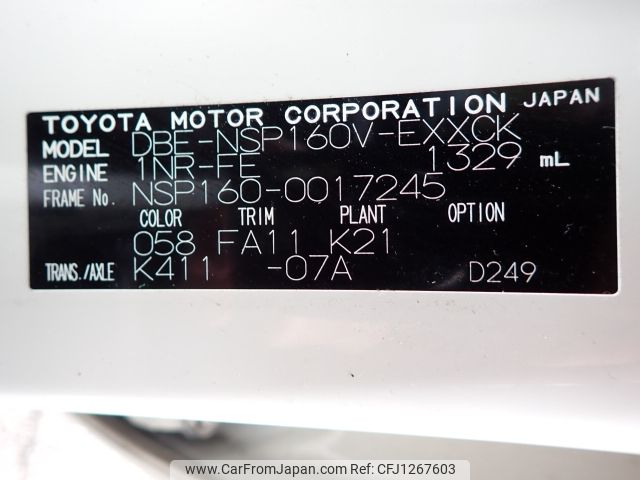 TOYOTA MOTOR CORPORATION JAPAN
MODEL DBE-NSP160V-EXXCK
ENGINE 1NR-FE 1329 mL
FRAME No. NSP160-0017245
COLOR TRIM PLANT OPTION
058 FA11 K21
TRANS./AXLE K411 -07A D249
www.CarFromJapan.com - CFJ1267603